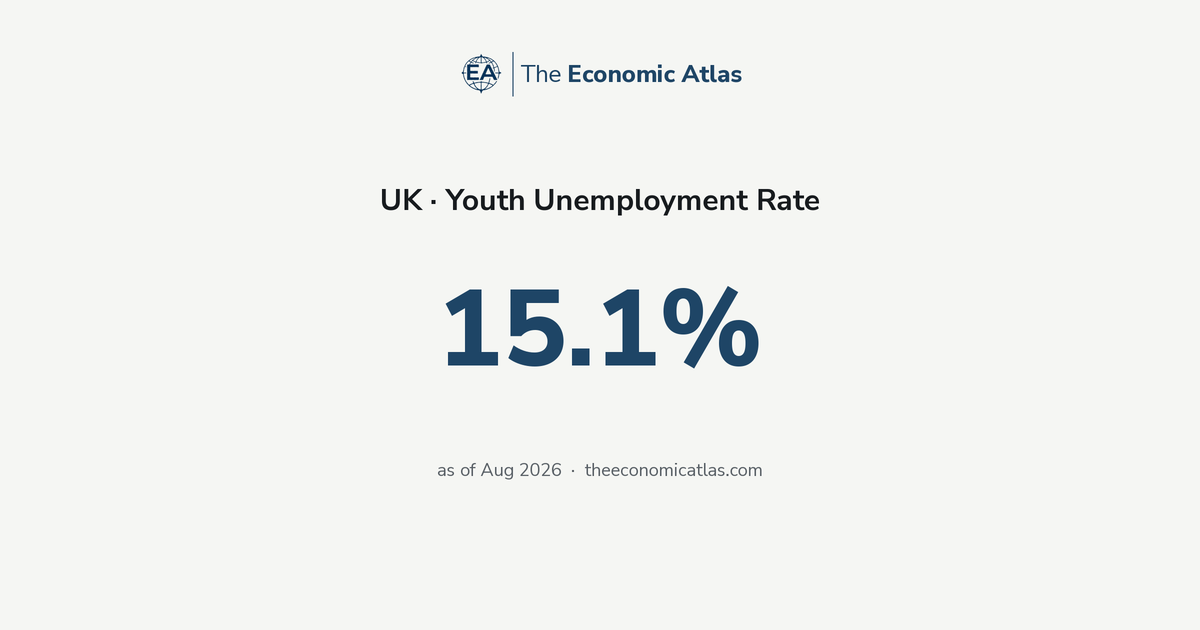 EA The Economic Atlas
UK · Youth Unemployment Rate
15.1%
as of Aug 2026 · theeconomicatlas.com